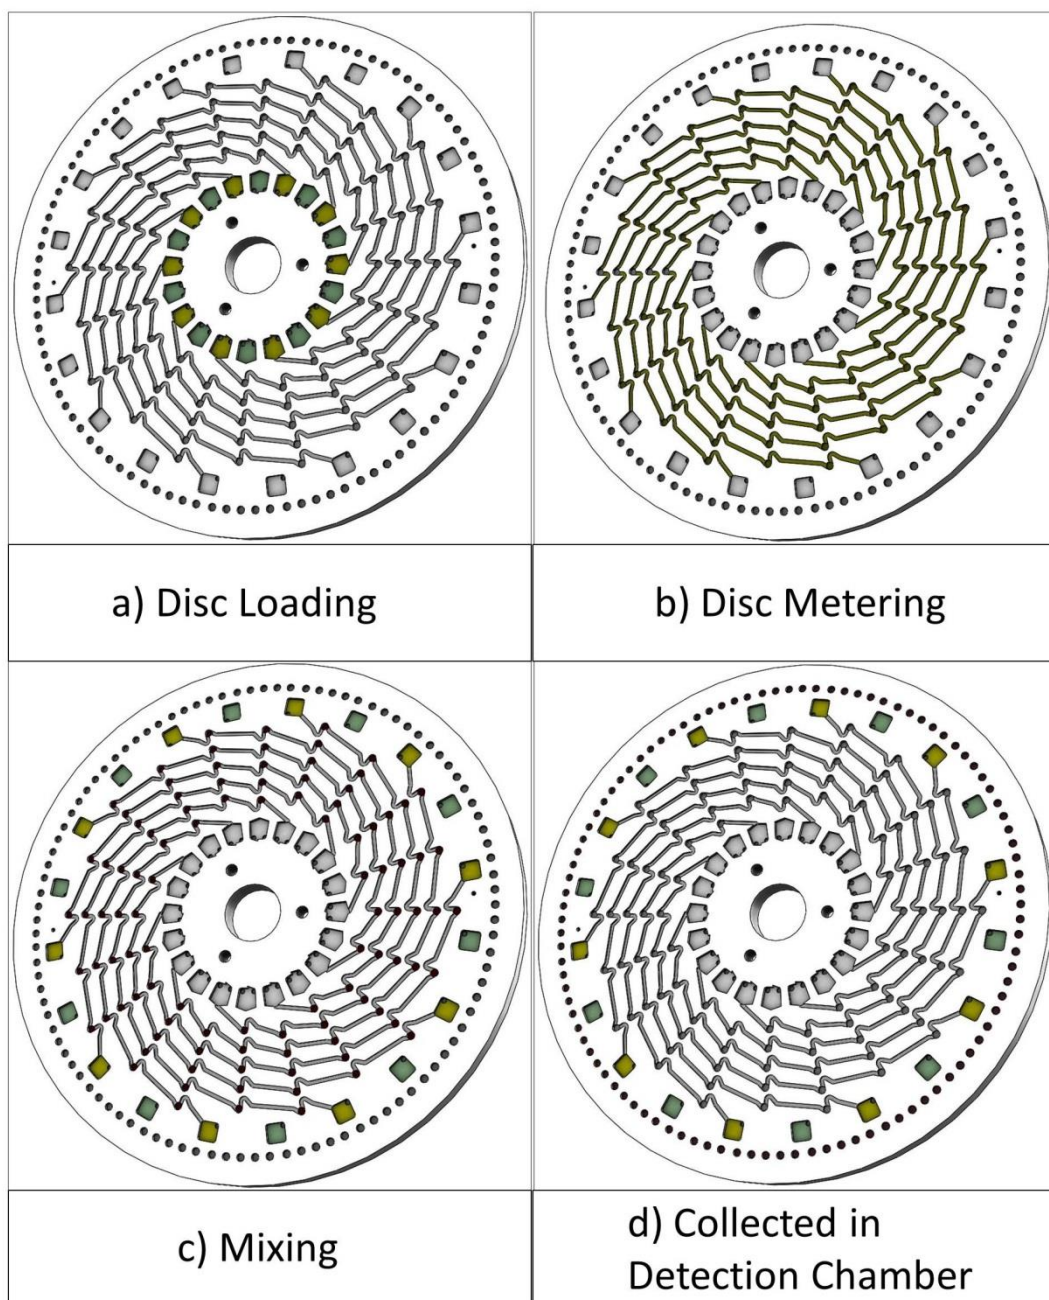 a) Disc Loading
b) Disc Metering
c) Mixing
d) Collected in
Detection Chamber